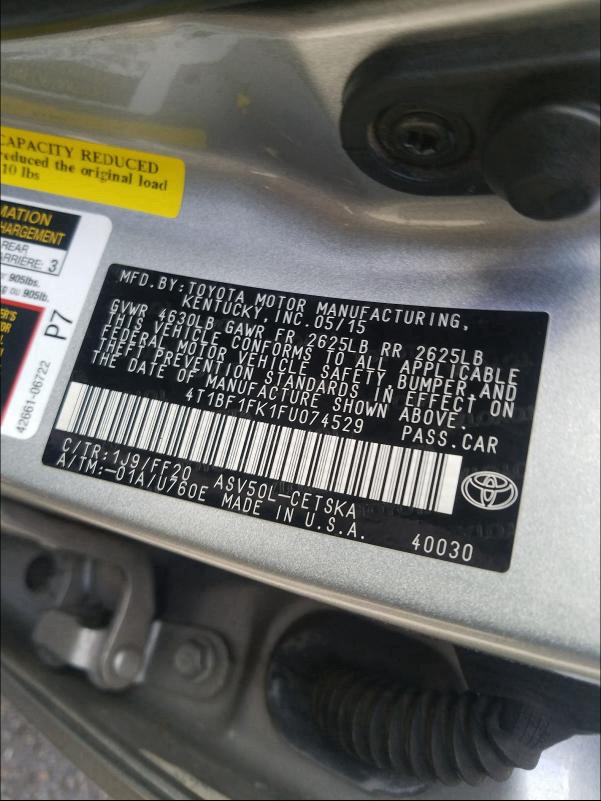 CAPACITY REDUCED
reduced the original load
10 lbs
MATION
HARGEMENT
REAR
ARRIÈRE: 3
905lbs.
ou 905lb.
P7
42661-06722
MFD.BY:TOYOTA MOTOR MANUFACTURING,
KENTUCKY,INC.05/15
GVWR 4630LB GAWR FR 2625LB RR 2625LB
THIS VEHICLE CONFORMS TO ALL APPLICABLE
FEDERAL MOTOR VEHICLE SAFETY,BUMPER,AND
THEFT PREVENTION STANDARDS IN EFFECT ON
THE DATE OF MANUFACTURE SHOWN ABOVE.
4T1BF1FK1FU074529 PASS.CAR
C/TR:1J9/FF20 ASV50L-CETSKA
A/TM:-01A/U760E MADE IN U.S.A.
40030